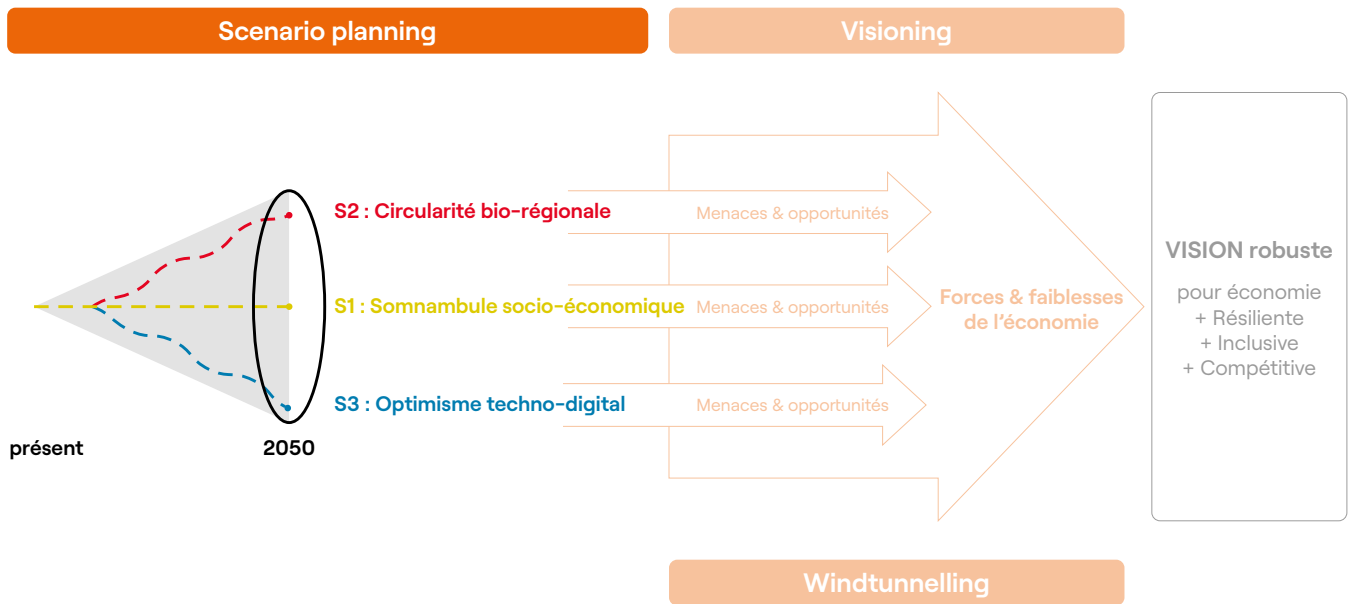 Scenario planning
Visioning
S2 : Circularité bio-régionale
Menaces & opportunités
S1 : Somnambule socio-économique
Menaces & opportunités
S3 : Optimisme techno-digital
Menaces & opportunités
présent
2050
Forces & faiblesses
de l’économie
VISION robuste
pour économie
+ Résiliente
+ Inclusive
+ Compétitive
Windtunnelling